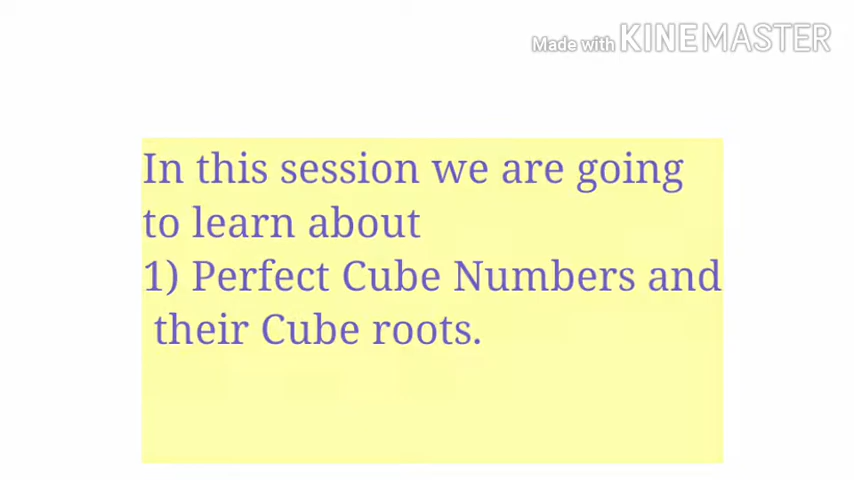 Made with KINEMASTER
In this session we are going
to learn about
1) Perfect Cube Numbers and
their Cube roots.